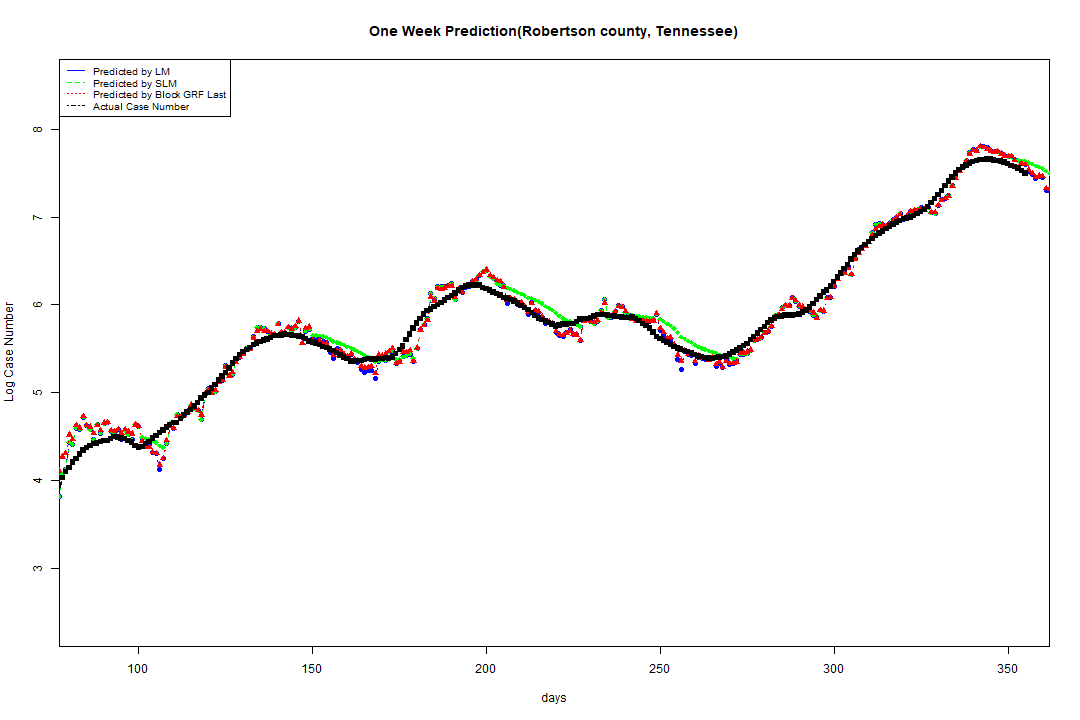 One Week Prediction(Robertson county, Tennessee)
Predicted by LM
Predicted by SLM
Predicted by Block GRF Last
Actual Case Number
8
7
6
5
4
3
Log Case Number
100 150 200 250 300 350
days